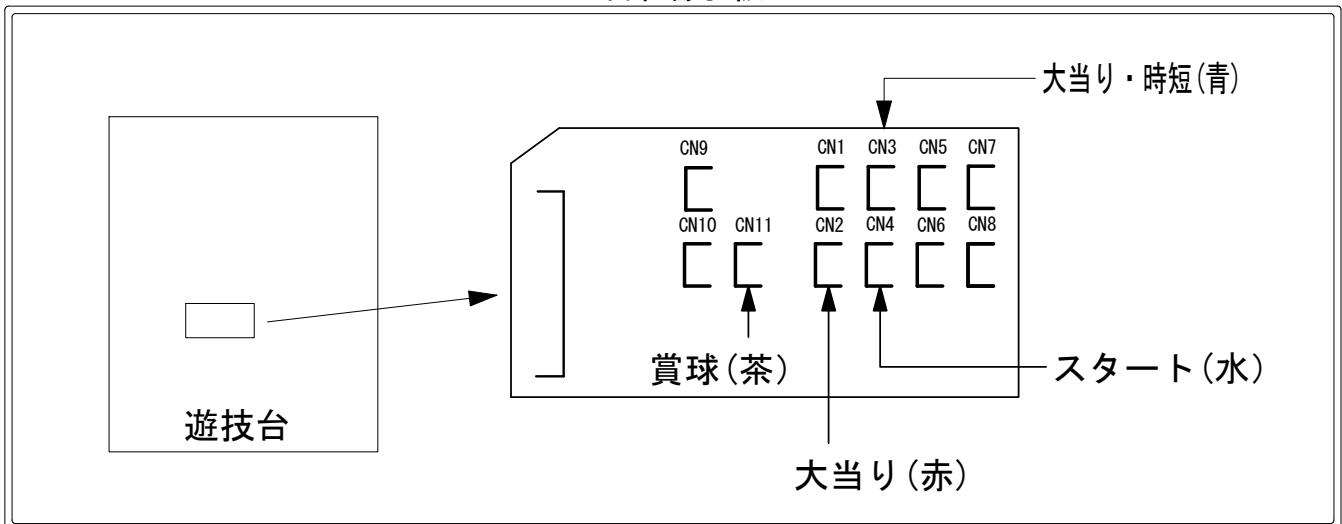 大当り・時短(青)
CN9 CN1 CN3 CN5 CN7
CN10 CN11 CN2 CN4 CN6 CN8
賞球(茶)
スタート(水)
遊技台
大当り(赤)